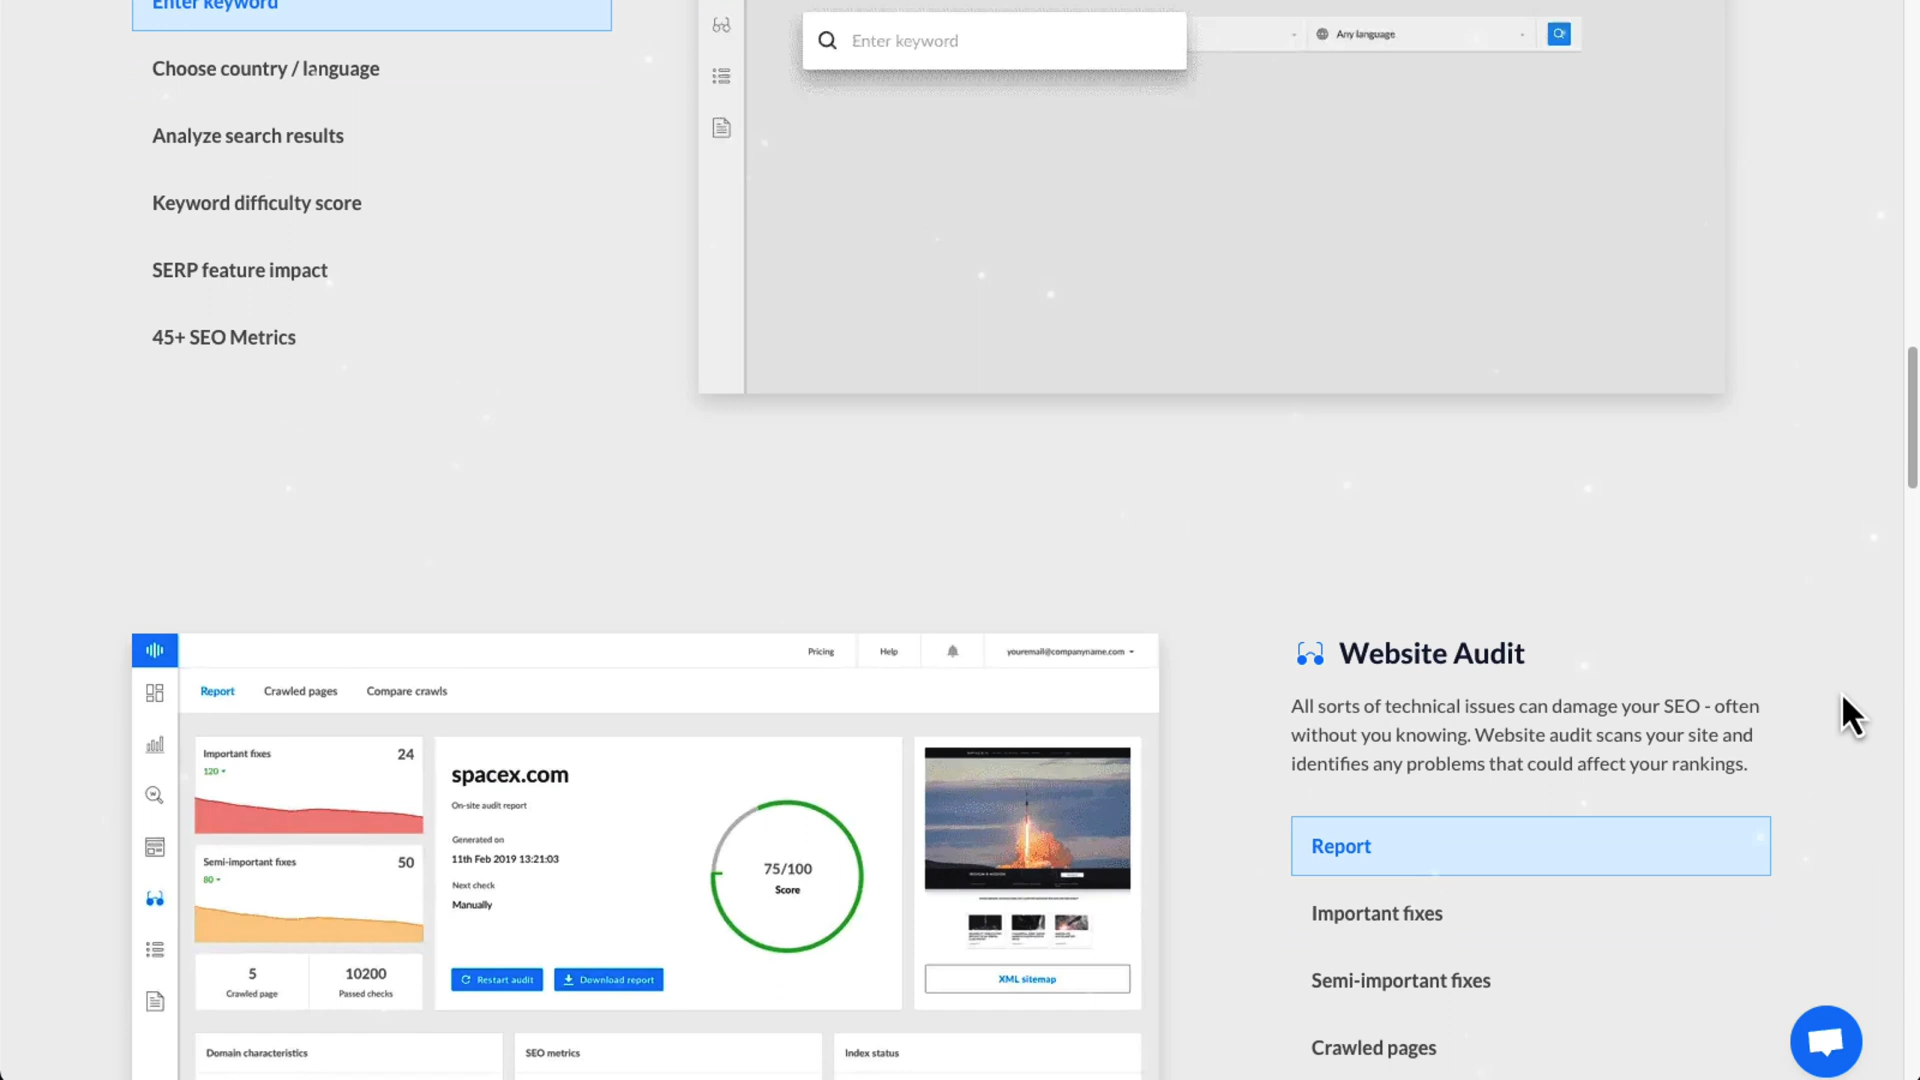 Enter keyword
Choose country / language
Analyze search results
Keyword difficulty score
SERP feature impact
45+ SEO Metrics
Enter keyword
Any language
Pricing
Help
youremail@companyname.com
Report
Crawled pages
Compare crawls
Important fixes
24
120
Semi-important fixes
50
80
5
Crawled page
10200
Passed checks
spacex.com
On-site audit report
Generated on
11th Feb 2019 13:21:03
Next check
Manually
75/100
Score
Restart audit
Download report
XML sitemap
Domain characteristics
SEO metrics
Index status
Website Audit
All sorts of technical issues can damage your SEO - often
without you knowing. Website audit scans your site and
identifies any problems that could affect your rankings.
Report
Important fixes
Semi-important fixes
Crawled pages